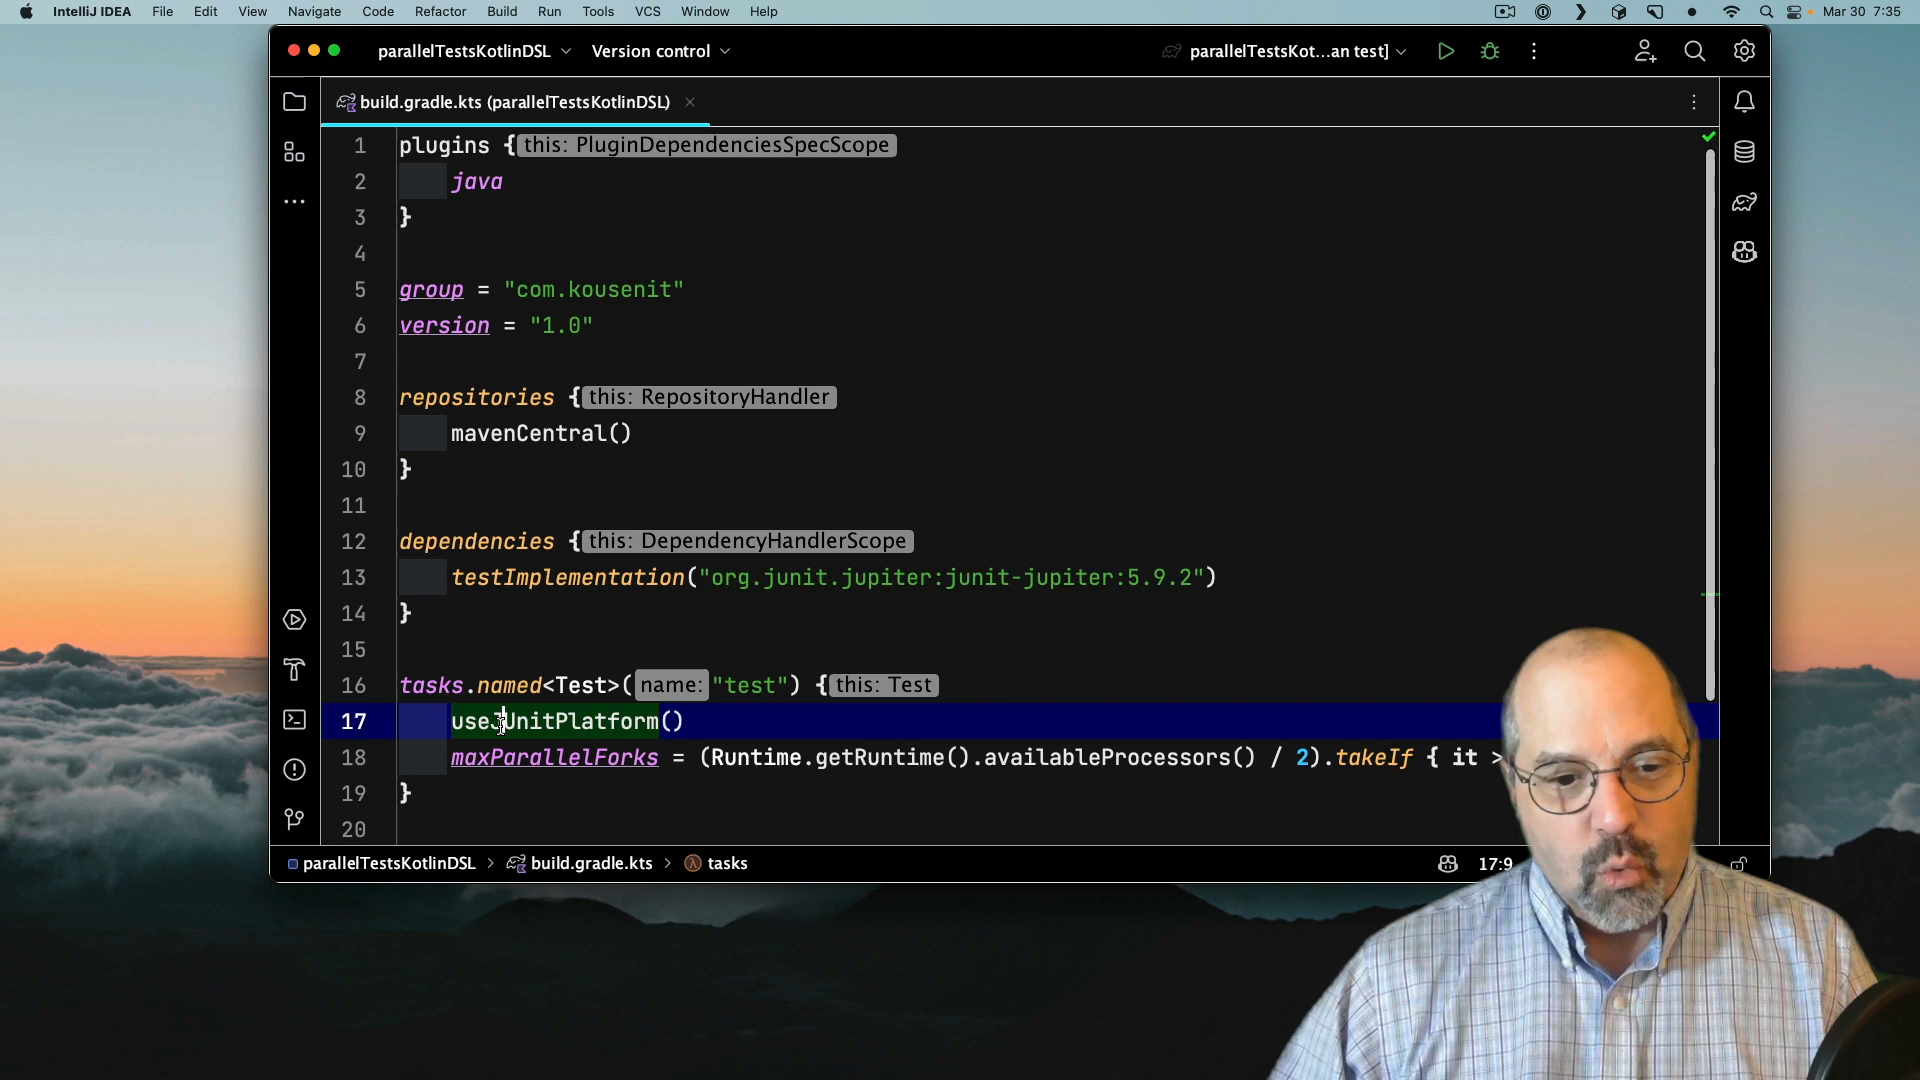 IntelliJ IDEA File Edit View Navigate Code Refactor Build Run Tools VCS Window Help Mar 30 7:35
parallelTestsKotlinDSL Version control parallelTestsKot...an test]
build.gradle.kts (parallelTestsKotlinDSL)
1 plugins { this: PluginDependenciesSpecScope
2 java
3 }
4
5 group = "com.kousenit"
6 version = "1.0"
7
8 repositories { this: RepositoryHandler
9 mavenCentral()
10 }
11
12 dependencies { this: DependencyHandlerScope
13 testImplementation("org.junit.jupiter:junit-jupiter:5.9.2")
14 }
15
16 tasks.named<Test>( name: "test") { this: Test
17 useJUnitPlatform()
18 maxParallelForks = (Runtime.getRuntime().availableProcessors() / 2).takeIf { it >
19 }
20
parallelTestsKotlinDSL > build.gradle.kts > tasks 17:9